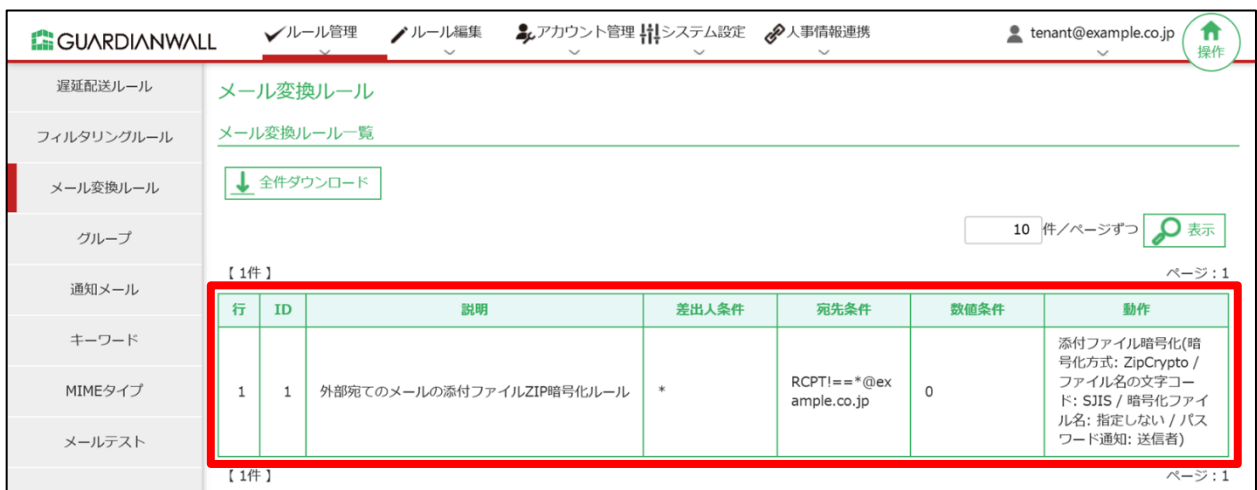 GUARDIANWALL
ルール管理
ルール編集
アカウント管理
システム設定
人事情報連携
tenant@example.co.jp
操作
遅延配送ルール
フィルタリングルール
メール変換ルール
グループ
通知メール
キーワード
MIMEタイプ
メールテスト
メール変換ルール
メール変換ルール一覧
全件ダウンロード
10 件/ページずつ 表示
【 1件 】 ページ：1
行 ID 説明 差出人条件 宛先条件 数値条件 動作
1 1 外部宛てのメールの添付ファイルZIP暗号化ルール *
RCPT!==*@ex
ample.co.jp
0
添付ファイル暗号化(暗
号化方式: ZipCrypto /
ファイル名の文字コー
ド: SJIS / 暗号化ファイ
ル名: 指定しない / パス
ワード通知: 送信者)
【 1件 】 ページ：1